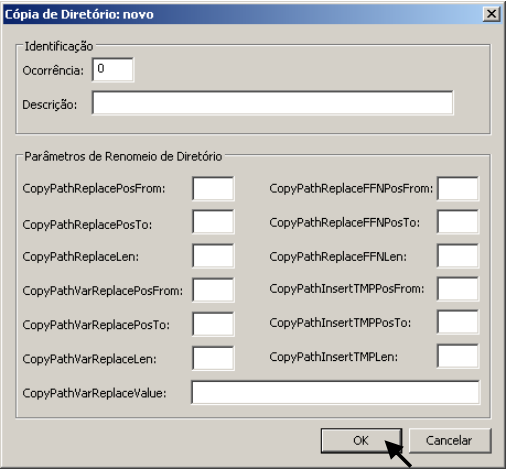 Cópia de Diretório: novo
Identificação
Ocorrência: 0
Descrição:
Parâmetros de Renomeio de Diretório
CopyPathReplacePosFrom: CopyPathReplaceFFNPosFrom:
CopyPathReplacePosTo: CopyPathReplaceFFNPosTo:
CopyPathReplaceLen: CopyPathReplaceFFNLen:
CopyPathVarReplacePosFrom: CopyPathInsertTMPPosFrom:
CopyPathVarReplacePosTo: CopyPathInsertTMPPosTo:
CopyPathVarReplaceLen: CopyPathInsertTMPLen:
CopyPathVarReplaceValue:
OK Cancelar